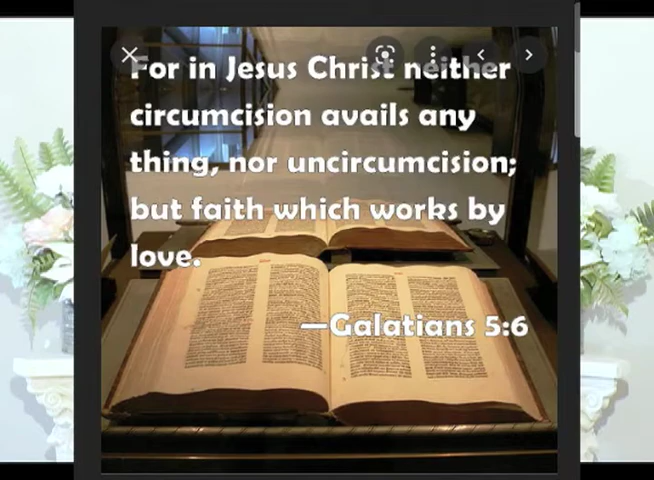 For in Jesus Christ neither
circumcision avails any
thing, nor uncircumcision;
but faith which works by
love.
—Galatians 5:6